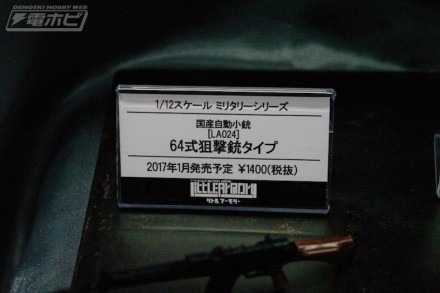 DENGEKI HOBBY WEB
電ホビ
1/12スケール ミリタリーシリーズ
国産自動小銃
[LA024]
64式狙撃銃タイプ
2017年1月発売予定 ¥1400(税抜)
LITTLEARMORY
リトルアーモリー